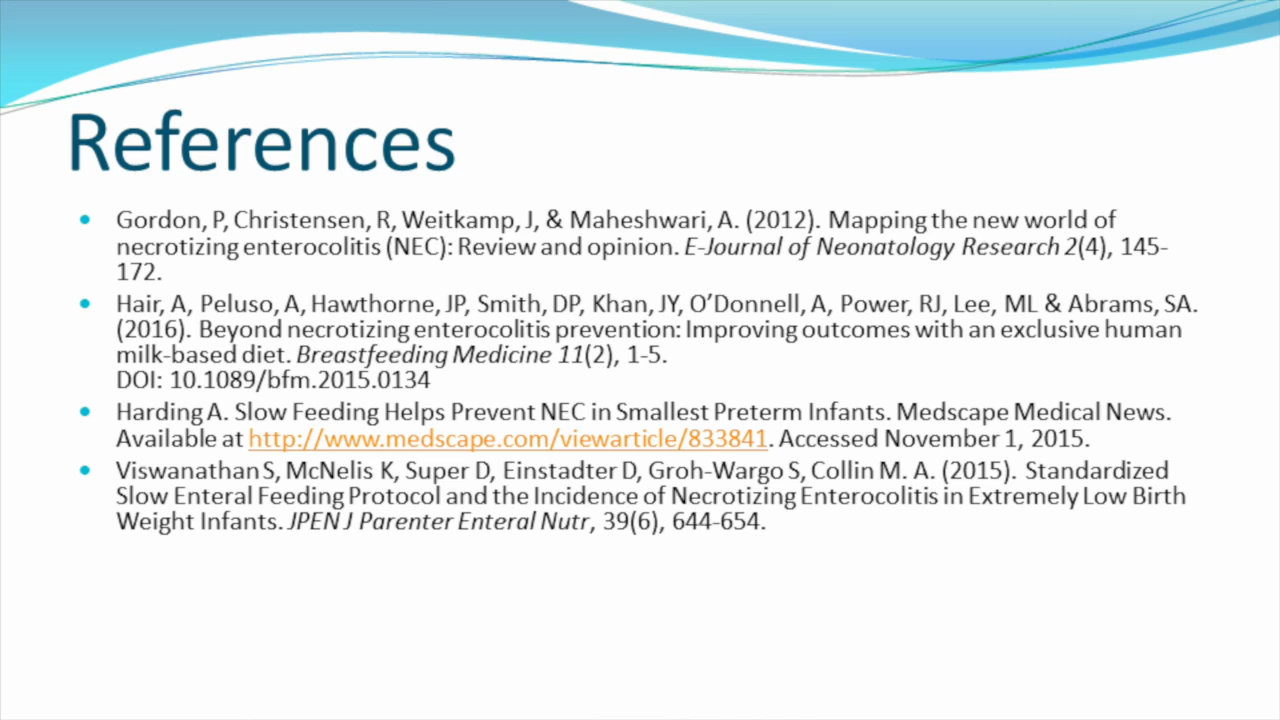 References
Gordon, P, Christensen, R, Weitkamp, J, & Maheshwari, A. (2012). Mapping the new world of
necrotizing enterocolitis (NEC): Review and opinion. E-Journal of Neonatology Research 2(4), 145-
172.
Hair, A, Peluso, A, Hawthorne, JP, Smith, DP, Khan, JY, O’Donnell, A, Power, RJ, Lee, ML & Abrams, SA.
(2016). Beyond necrotizing enterocolitis prevention: Improving outcomes with an exclusive human
milk-based diet. Breastfeeding Medicine 11(2), 1-5.
DOI: 10.1089/bfm.2015.0134
Harding A. Slow Feeding Helps Prevent NEC in Smallest Preterm Infants. Medscape Medical News.
Available at http://www.medscape.com/viewarticle/833841. Accessed November 1, 2015.
Viswanathan S, McNelis K, Super D, Einstadter D, Groh-Wargo S, Collin M. A. (2015). Standardized
Slow Enteral Feeding Protocol and the Incidence of Necrotizing Enterocolitis in Extremely Low Birth
Weight Infants. JPEN J Parenter Enteral Nutr, 39(6), 644-654.